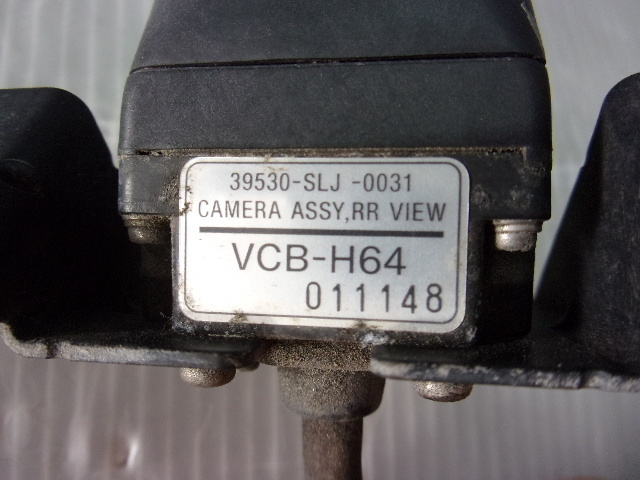 39530-SLJ -0031
CAMERA ASSY,RR VIEW
VCB-H64
011148